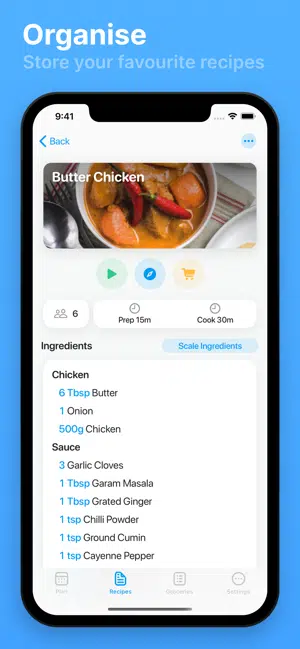 Organise
Store your favourite recipes
9:41
Back
Butter Chicken
6
Prep 15m
Cook 30m
Ingredients
Scale Ingredients
Chicken
6 Tbsp Butter
1 Onion
500g Chicken
Sauce
3 Garlic Cloves
1 Tbsp Garam Masala
1 Tbsp Grated Ginger
1 tsp Chilli Powder
1 tsp Ground Cumin
1 tsp Cayenne Pepper
Plan
Recipes
Groceries
Settings